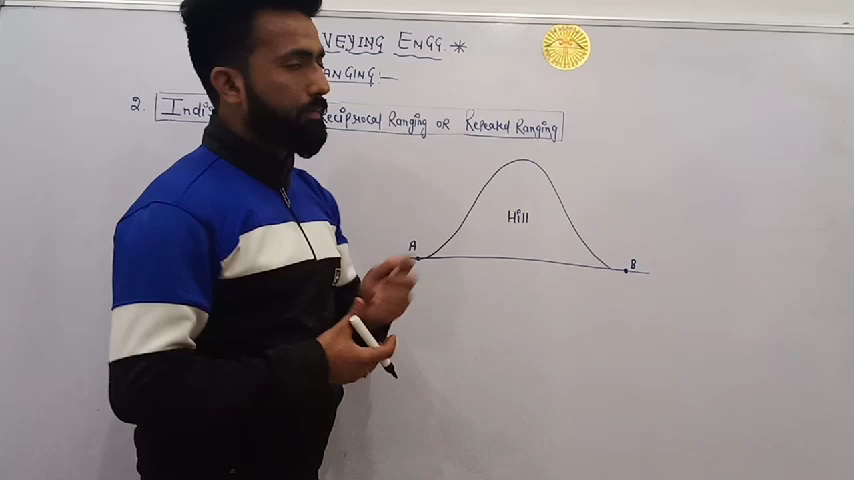 VEYING ENGG. *
ANGING:—
2. Indi Reciprocal Ranging OR Repeated Ranging
Hill
A
B